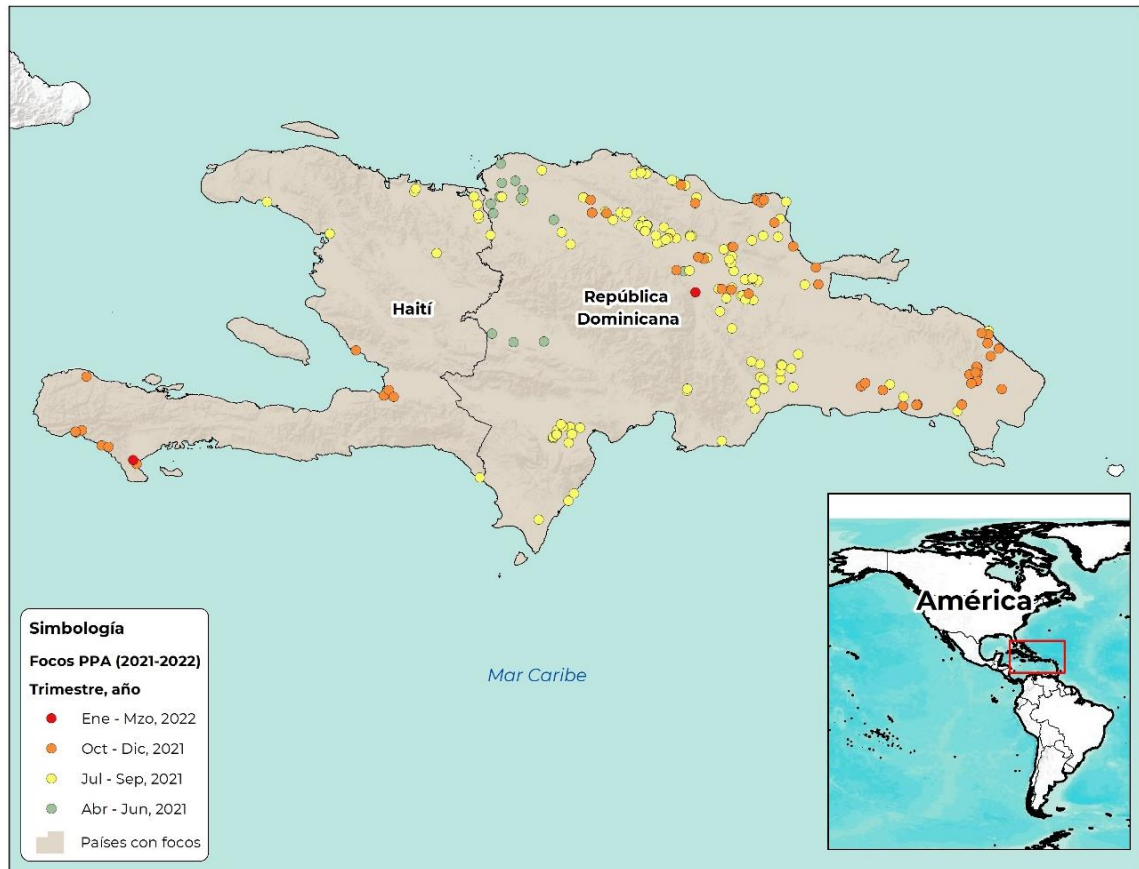 Haití
República
Dominicana
Mar Caribe
Simbología
Focos PPA (2021-2022)
Trimestre, año
Ene - Mzo, 2022
Oct - Dic, 2021
Jul - Sep, 2021
Abr - Jun, 2021
Países con focos
América